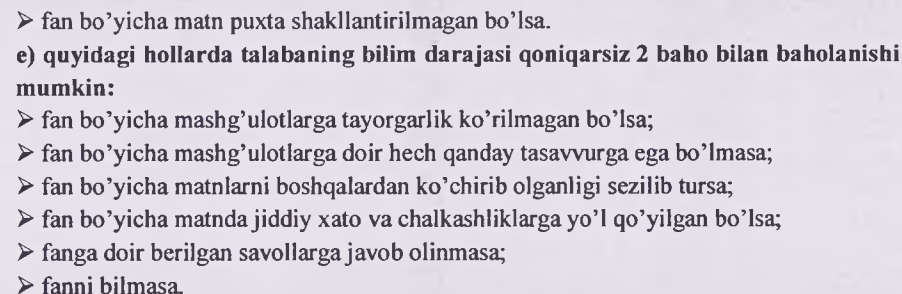 ➢ fan bo’yicha matn puxta shakllantirilmagan bo’lsa.
e) quyidagi hollarda talabaning bilim darajasi qoniqarsiz 2 baho bilan baholanishi
mumkin:
➢ fan bo’yicha mashg’ulotlarga tayorgarlik ko’rilmagan bo’lsa;
➢ fan bo’yicha mashg’ulotlarga doir hech qanday tasavvurga ega bo’lmasa;
➢ fan bo’yicha matnlarni boshqalardan ko’chirib olganligi sezilib tursa;
➢ fan bo’yicha matnda jiddiy xato va chalkashliklarga yo’l qo’yilgan bo’lsa;
➢ fanga doir berilgan savollarga javob olinmasa;
➢ fanni bilmasa.